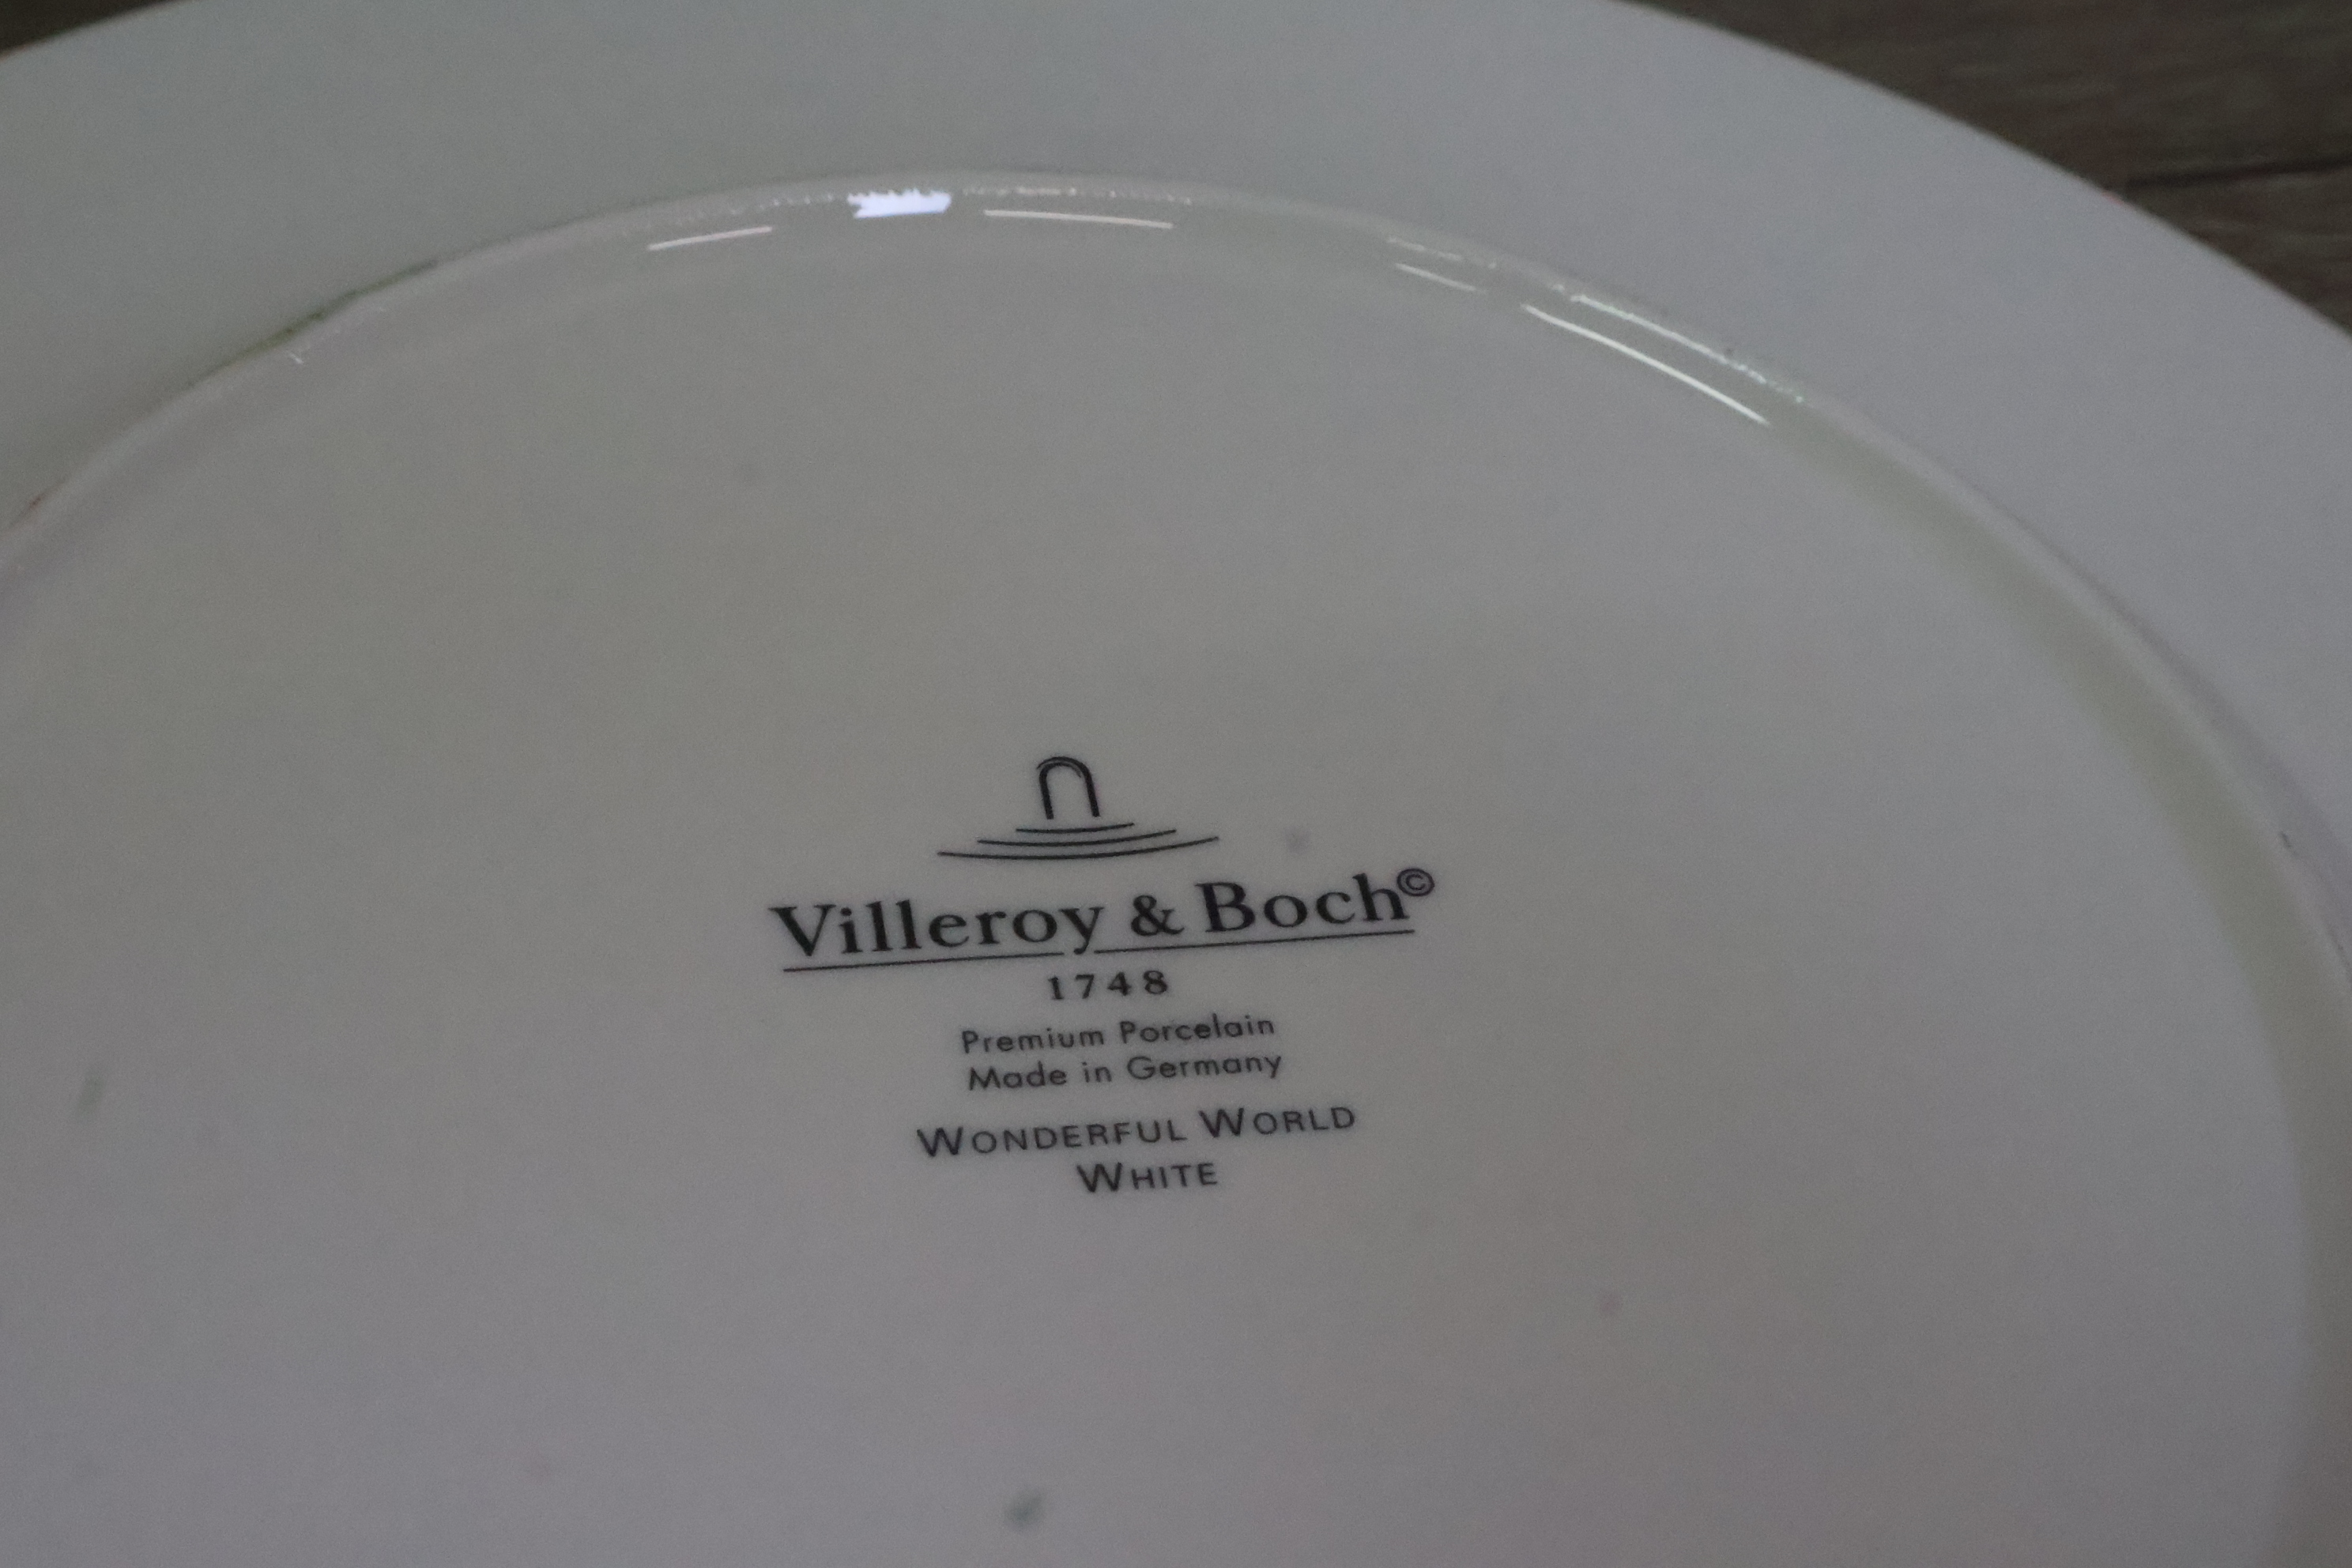 Villeroy & Boch©
1748
Premium Porcelain
Made in Germany
WONDERFUL WORLD
WHITE